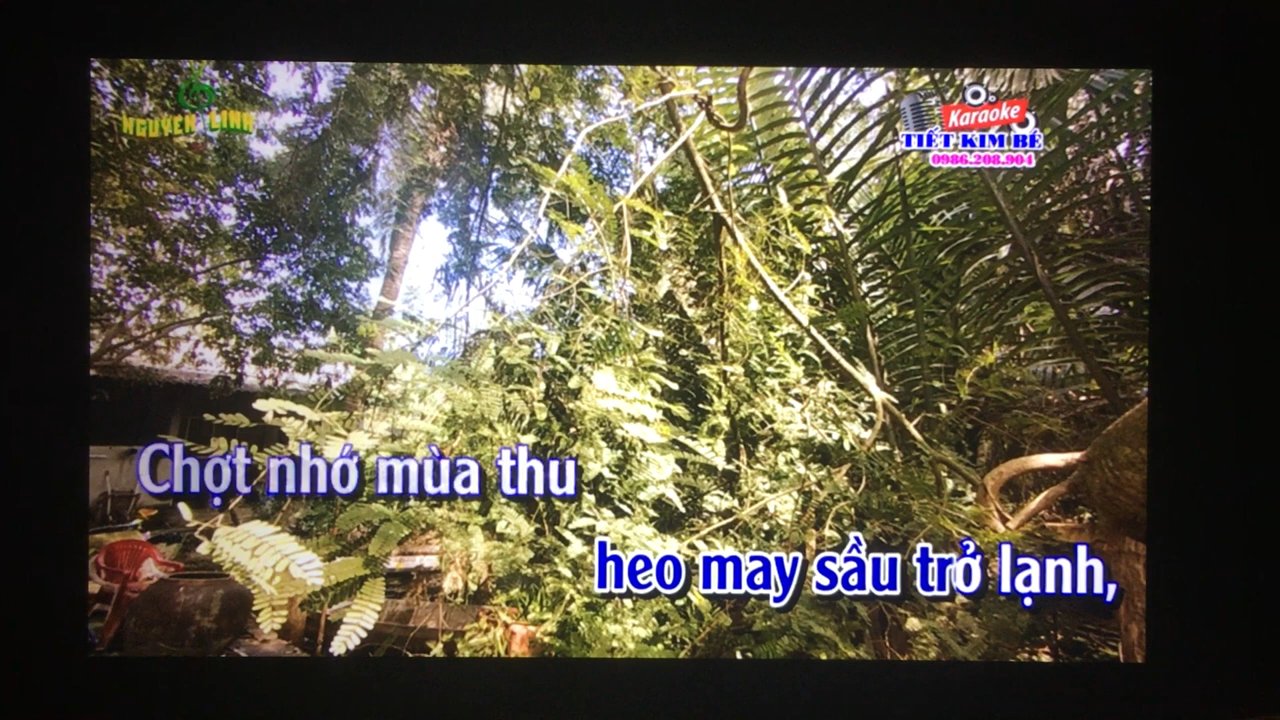 NGUYEN LINH
Karaoke
TIẾT KIM BÉ
0986.208.904
Chợt nhớ mùa thu
heo may sầu trở lạnh,